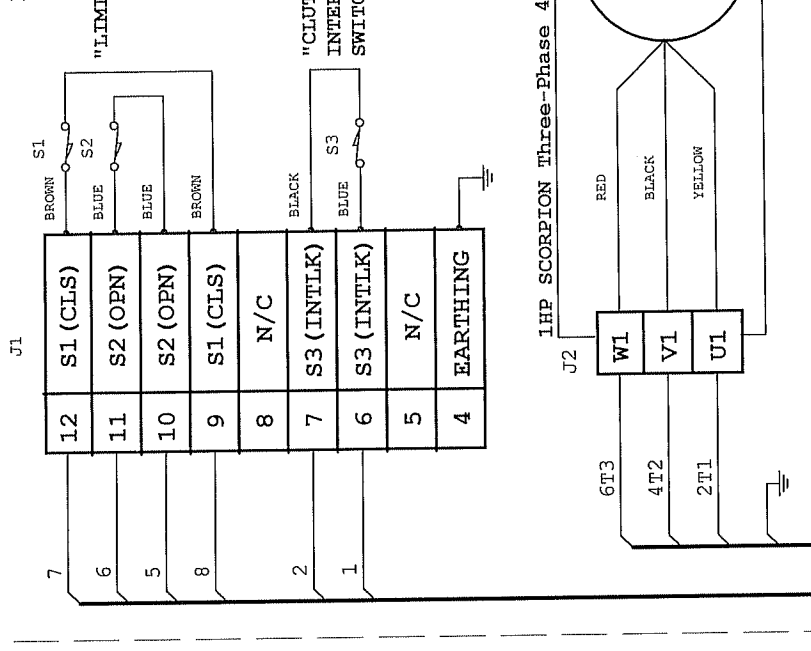 J1
12 S1(CLS)
11 S2(OPN)
10 S2(OPN)
9 S1(CLS)
8 N/C
7 S3(INTLK)
6 S3(INTLK)
5 N/C
4 EARTHING
7
6
5
8
2
1
BROWN
BLUE
BLUE
BROWN
BLACK
BLUE
S1
S2
S3
"LIMI
"CLUT
INTER
SWITC
1HP SCORPION Three-Phase 4
J2
W1
V1
U1
6T3
4T2
2T1
RED
BLACK
YELLOW